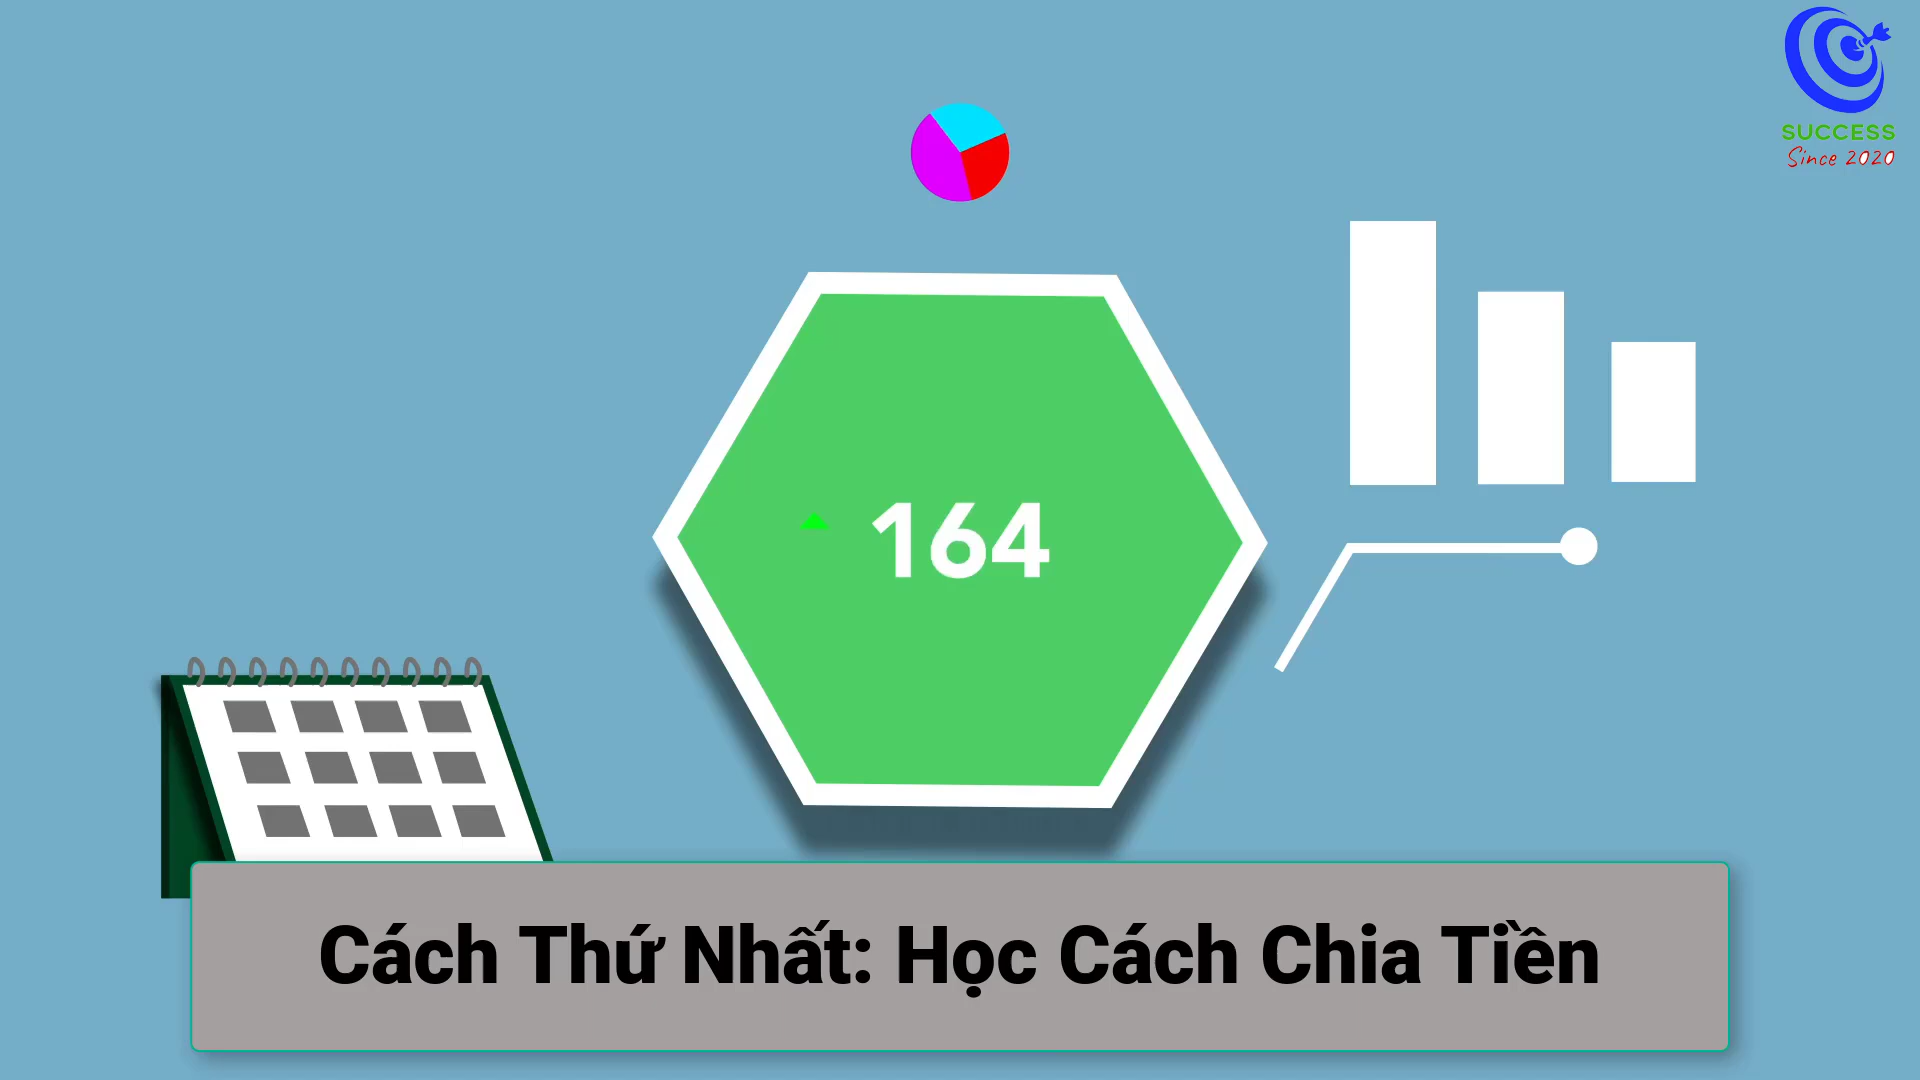 SUCCESS
Since 2020
164
Cách Thứ Nhất: Học Cách Chia Tiền